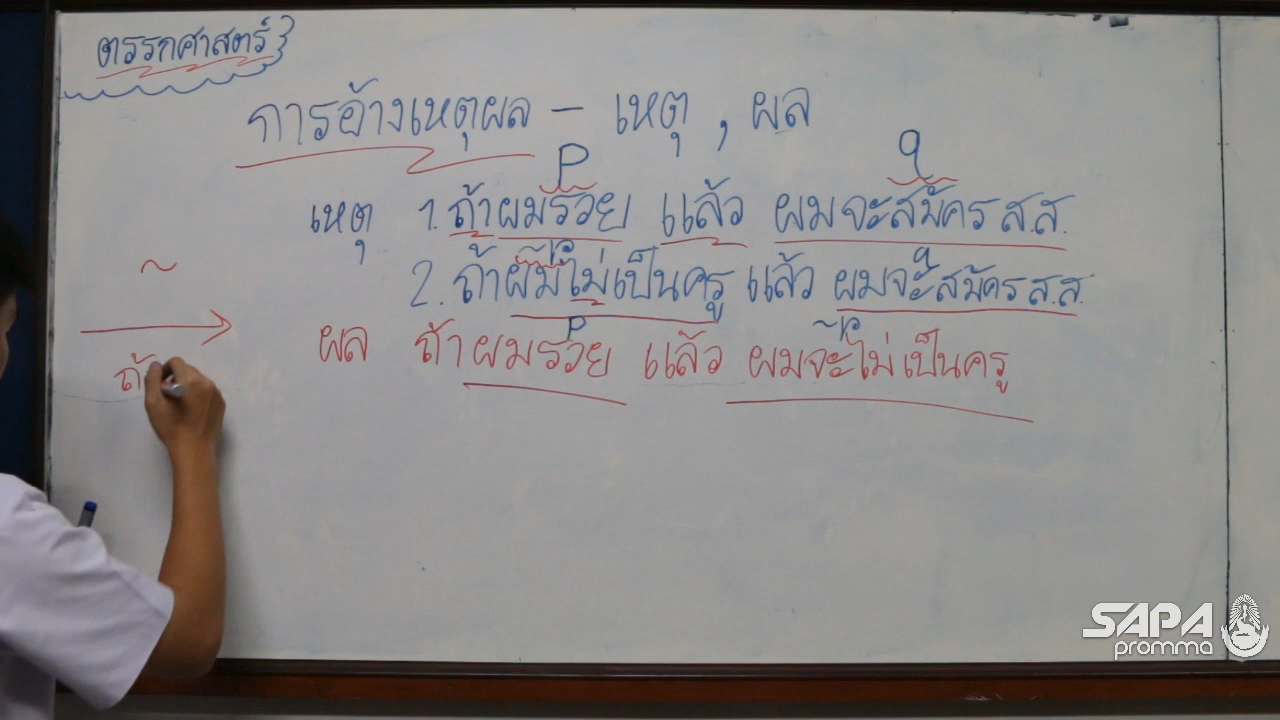 ตรรกศาสตร์
การอ้างเหตุผล - เหตุ , ผล
P q
เหตุ 1. ถ้าผมรวย แล้ว ผมจะสมัคร ส.ส.
q
2. ถ้าผมไม่เป็นครู แล้ว ผมจะสมัคร ส.ส.
~
P ~
ผล ถ้าผมรวย แล้ว ผมจะไม่เป็นครู
ถ้
SAPA
promma